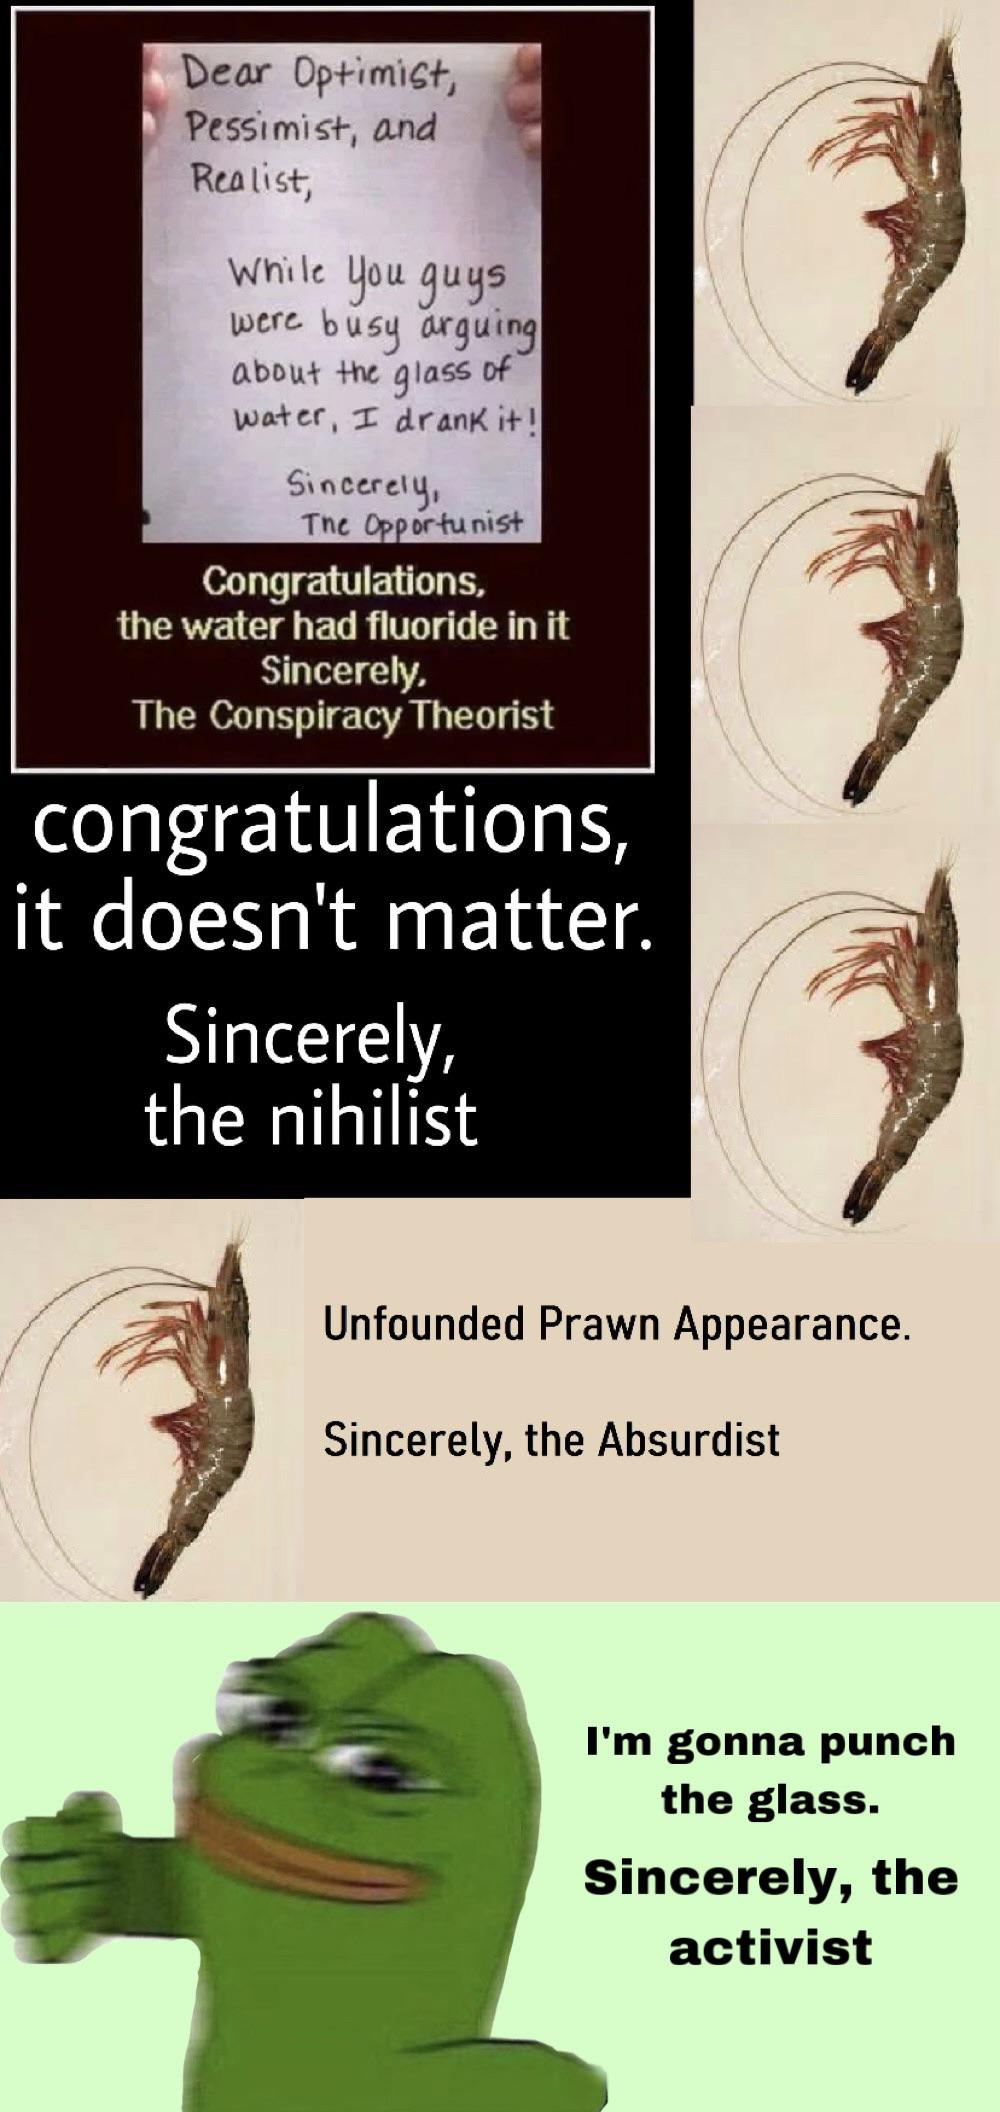 Dear Optimist,
Pessimist, and
Realist,
While you guys
were busy arguing
about the glass of
water, I drank it!
Sincerely,
The Opportunist
Congratulations,
the water had fluoride in it
Sincerely,
The Conspiracy Theorist
congratulations,
it doesn't matter.
Sincerely,
the nihilist
Unfounded Prawn Appearance.
Sincerely, the Absurdist
I'm gonna punch
the glass.
Sincerely, the
activist